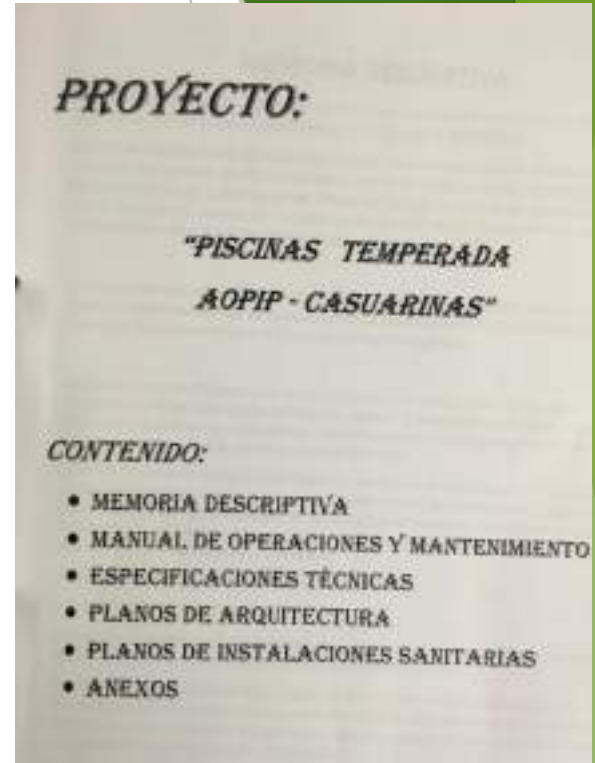 PROYECTO:
"PISCINAS TEMPERADA
AOPIP - CASUARINAS"
CONTENIDO:
• MEMORIA DESCRIPTIVA
• MANUAL DE OPERACIONES Y MANTENIMIENTO
• ESPECIFICACIONES TÉCNICAS
• PLANOS DE ARQUITECTURA
• PLANOS DE INSTALACIONES SANITARIAS
• ANEXOS